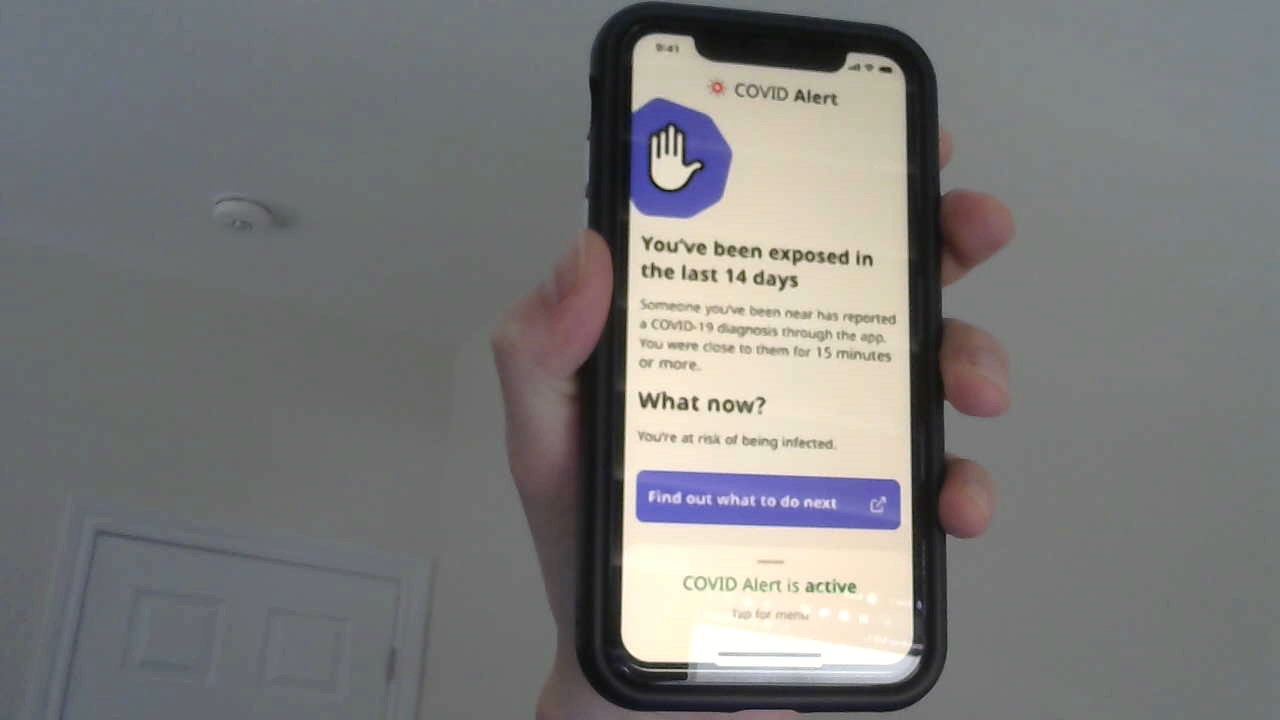 9:41
COVID Alert
You've been exposed in
the last 14 days
Someone you've been near has reported
a COVID-19 diagnosis through the app.
You were close to them for 15 minutes
or more.
What now?
You're at risk of being infected.
Find out what to do next
COVID Alert is active
Tap for menu